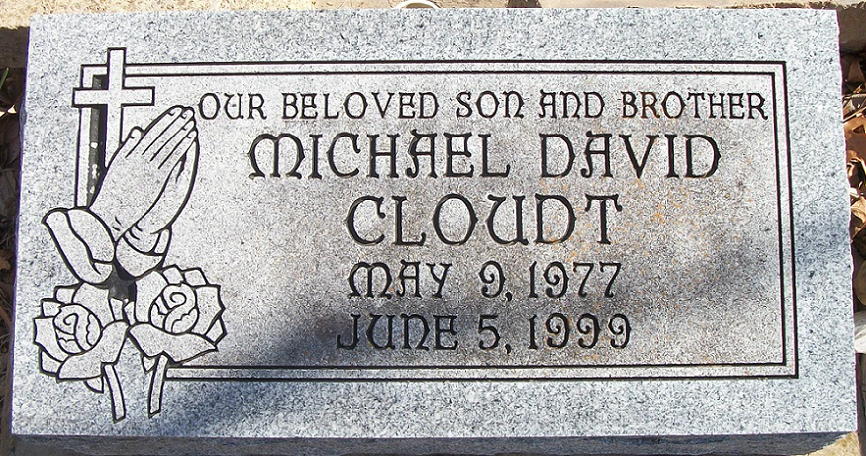 OUR BELOVED SON AND BROTHER
MICHAEL DAVID
CLOUDT
MAY 9, 1977
JUNE 5, 1999